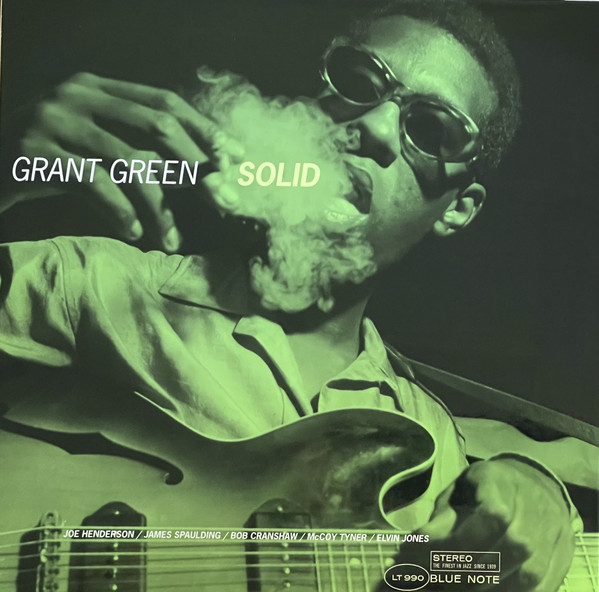 GRANT GREEN SOLID
JOE HENDERSON / JAMES SPAULDING / BOB CRANSHAW / McCOY TYNER / ELVIN JONES
STEREO
THE FINEST IN JAZZ SINCE 1939
LT 990 BLUE NOTE